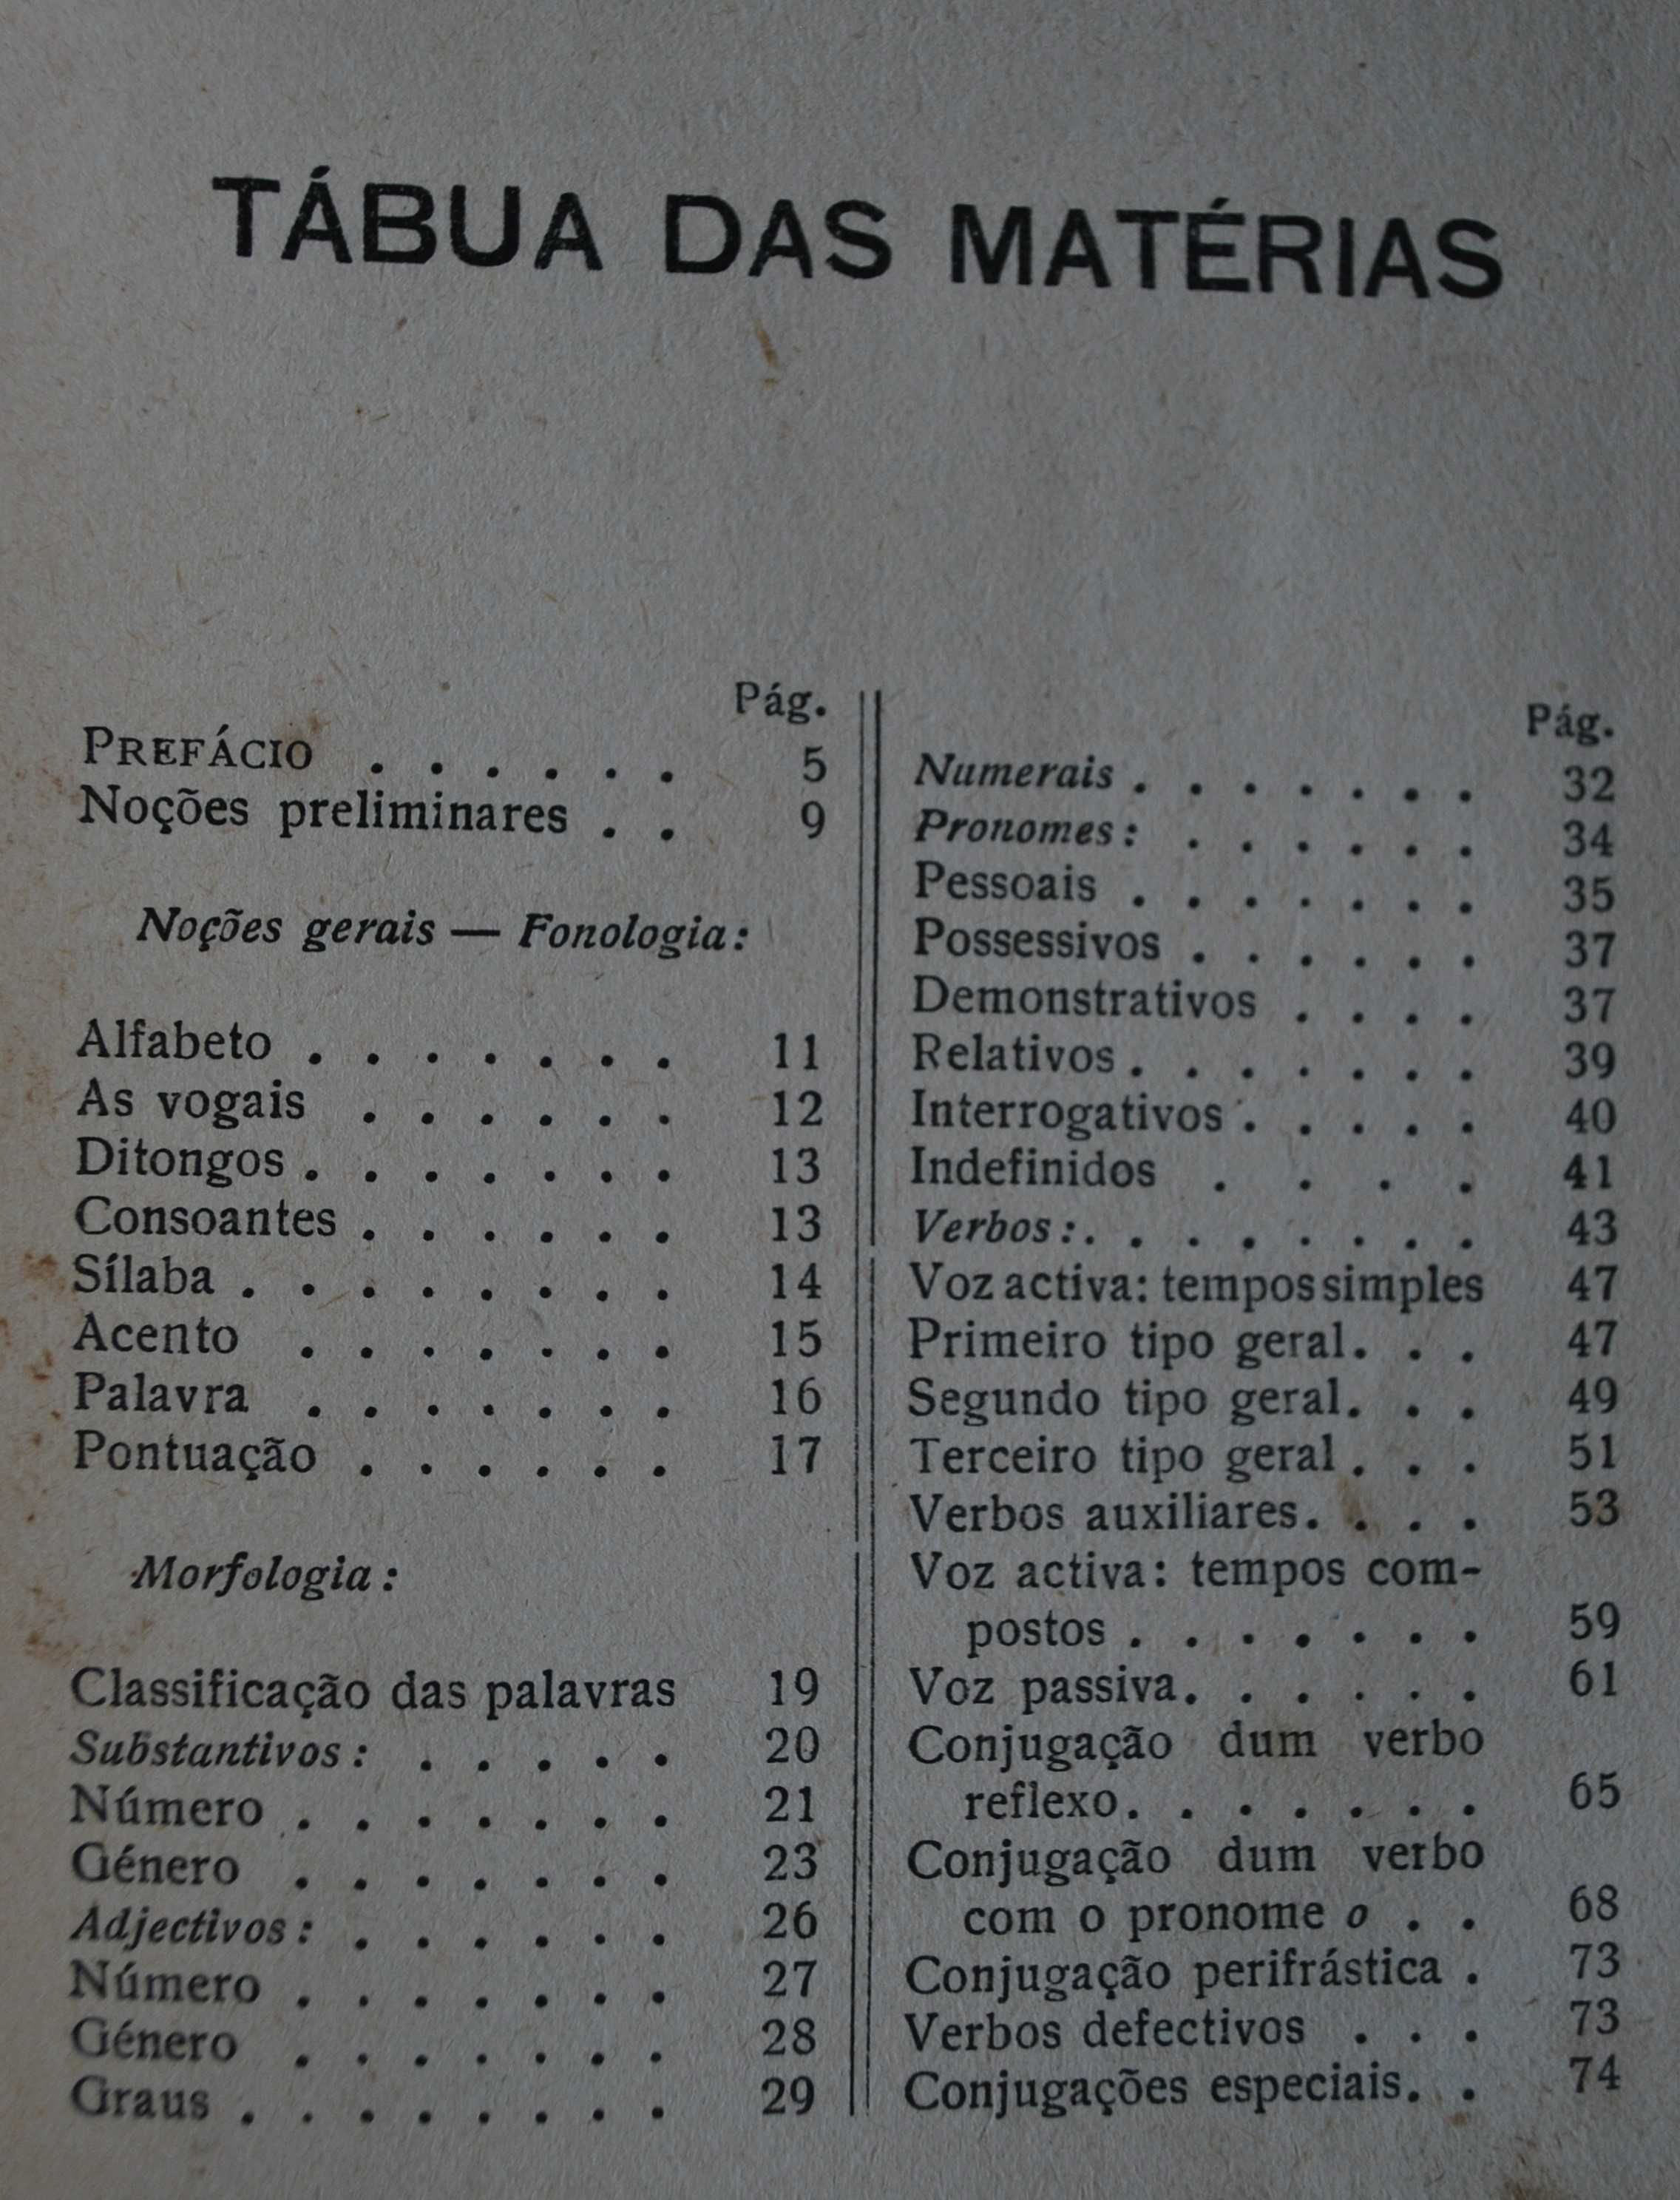 TÁBUA DAS MATÉRIAS
Pág.
PREFÁCIO . . . . . . 5
Noções preliminares . . 9
Noções gerais — Fonologia:
Alfabeto . . . . . . . 11
As vogais . . . . . . 12
Ditongos . . . . . . . 13
Consoantes . . . . . . 13
Sílaba . . . . . . . . 14
Acento . . . . . . . 15
Palavra . . . . . . . 16
Pontuação . . . . . . 17
Morfologia:
Classificação das palavras 19
Substantivos: . . . . . 20
Número . . . . . . . 21
Género . . . . . . . 23
Adjectivos: . . . . . . 26
Número . . . . . . . 27
Género . . . . . . . 28
Graus . . . . . . . . 29
Pág.
Numerais . . . . . . . 32
Pronomes: . . . . . . 34
Pessoais . . . . . . . 35
Possessivos . . . . . . 37
Demonstrativos . . . . 37
Relativos . . . . . . . 39
Interrogativos . . . . . 40
Indefinidos . . . . 41
Verbos: . . . . . . . . 43
Voz activa: tempos simples 47
Primeiro tipo geral . . . 47
Segundo tipo geral . . . 49
Terceiro tipo geral . . . 51
Verbos auxiliares . . . . 53
Voz activa: tempos com-
postos . . . . . . . 59
Voz passiva . . . . . . 61
Conjugação dum verbo
reflexo . . . . . . . 65
Conjugação dum verbo
com o pronome o . . 68
Conjugação perifrástica . 73
Verbos defectivos . . . 73
Conjugações especiais . . 74